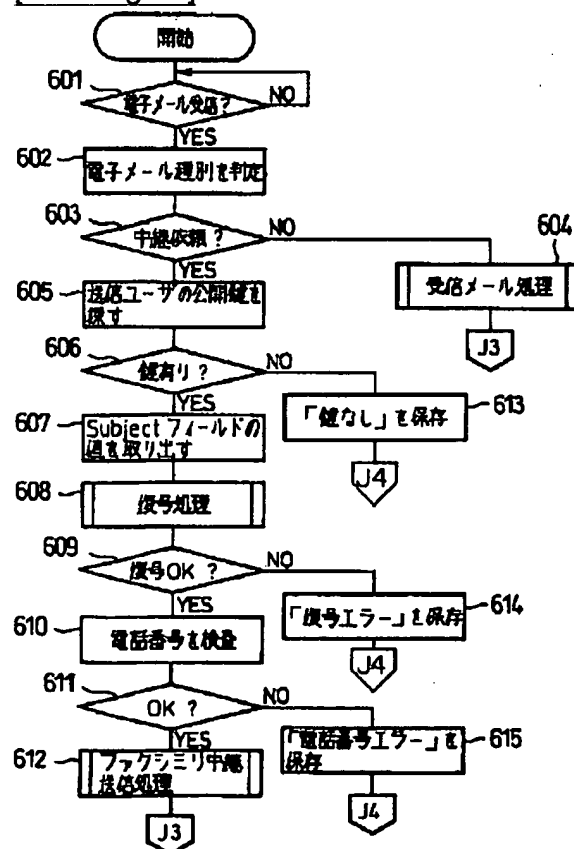 開始
601
電子メール受信?
NO
YES
602
電子メール種別を判定
603
中継依頼?
NO
604
YES
受信メール処理
J3
605
送信ユーザの公開鍵を
探す
606
鍵有り?
NO
YES
「鍵なし」を保存
613
J4
607
Subjectフィールドの
値を取り出す
608
復号処理
609
復号OK?
NO
YES
「復号エラー」を保存
614
J4
610
電話番号を検査
611
OK?
NO
YES
「電話番号エラー」を
保存
615
J4
612
ファクシミリ中継
送信処理
J3